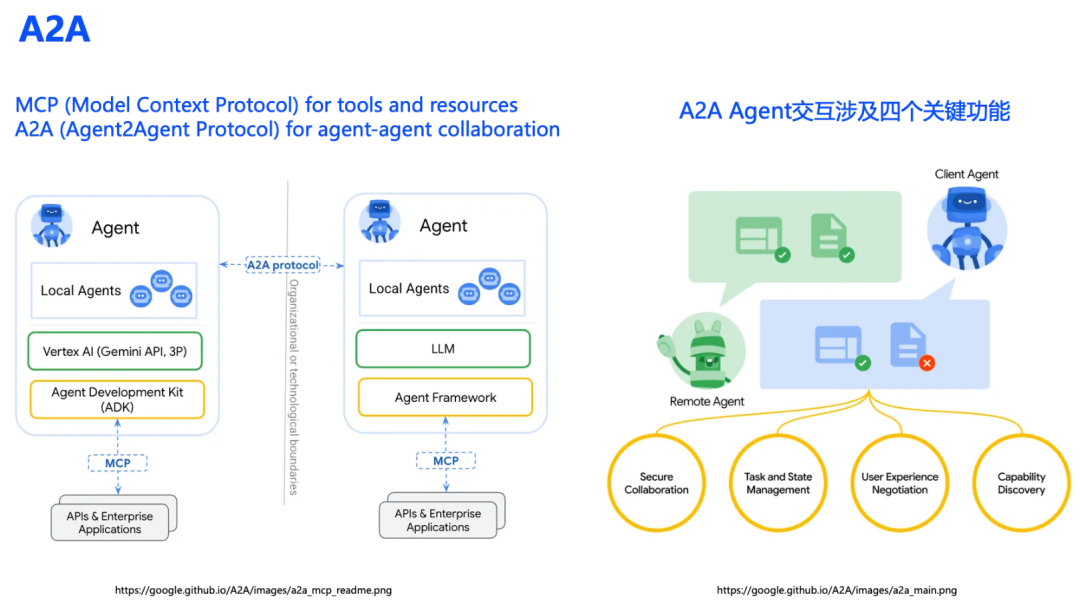 A2A
MCP (Model Context Protocol) for tools and resources
A2A (Agent2Agent Protocol) for agent-agent collaboration
Agent
Local Agents
Vertex AI (Gemini API, 3P)
Agent Development Kit
(ADK)
MCP
APIs & Enterprise
Applications
A2A protocol
Organizational or technological boundaries
Agent
Local Agents
LLM
Agent Framework
MCP
APIs & Enterprise
Applications
https://google.github.io/A2A/images/a2a_mcp_readme.png
A2A Agent交互涉及四个关键功能
Client Agent
Remote Agent
Secure
Collaboration
Task and State
Management
User Experience
Negotiation
Capability
Discovery
https://google.github.io/A2A/images/a2a_main.png